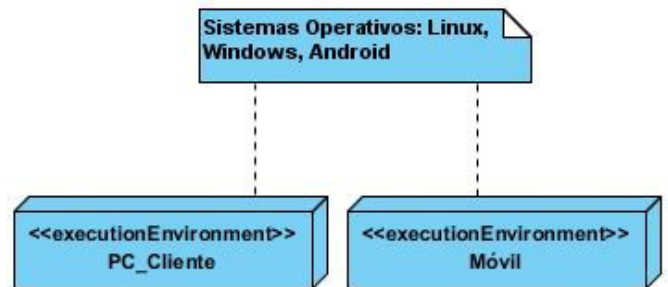 Sistemas Operativos: Linux,
Windows, Android
<<executionEnvironment>>
PC_Cliente
<<executionEnvironment>>
Móvil